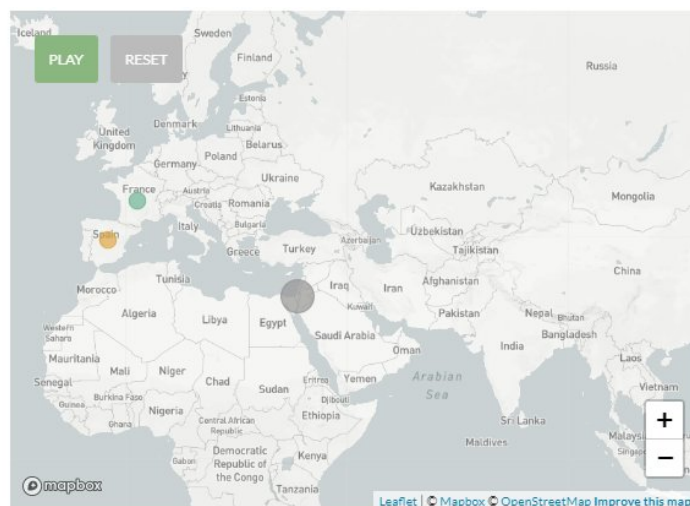 Iceland
Sweden
Finland
Russia
PLAY
RESET
Estonia
Denmark
Lithuania
United
Kingdom
Belarus
Poland
Germany
Ukraine
France
Austria
Kazakhstan
Mongolia
Croatia
Romania
Italy
Bulgaria
Uzbekistan
Spain
Greece
Turkey
Azerbaijan
Tajikistan
China
Tunisia
Morocco
Iraq
Iran
Afghanistan
Algeria
Libya
Egypt
Kuwait
Pakistan
Nepal
Bhutan
Western
Sahara
Saudi Arabia
Bangladesh
India
Mauritania
Oman
Laos
Mali
Niger
Chad
Sudan
Eritrea
Yemen
Arabian
Sea
Senegal
Vietnam
Guinea
Burkina Faso
Djibouti
Nigeria
Ethiopia
Ghana
Central African
Republic
Sri Lanka
+
Maldives
Gabon
Democratic
Republic of
the Congo
Kenya
−
Tanzania
mapbox
Leaflet | © Mapbox © OpenStreetMap Improve this map